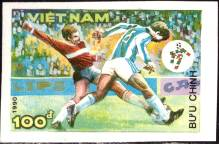 VIỆT NAM
1990
100đ
BƯU CHÍNH